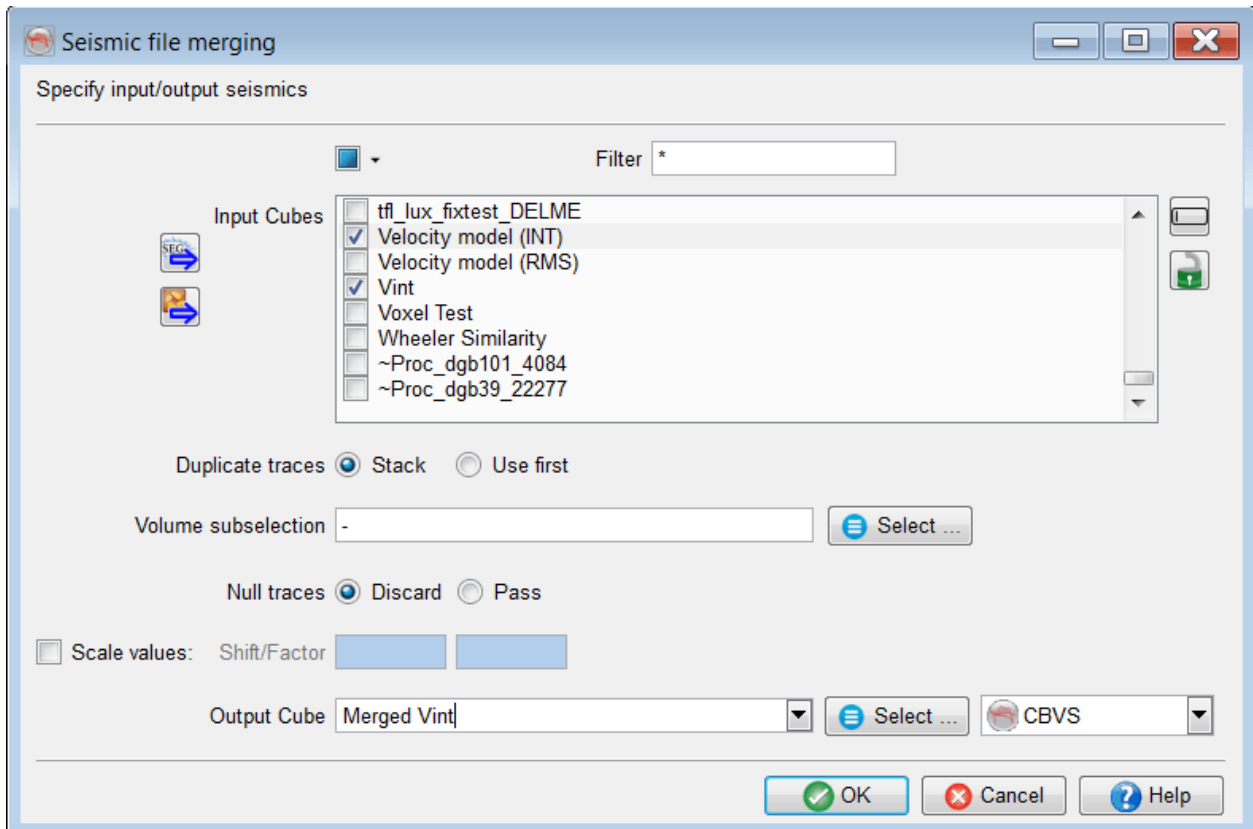 Seismic file merging
Specify input/output seismics
Filter *
Input Cubes
SEG
tfl_lux_fixtest_DELME
Velocity model (INT)
Velocity model (RMS)
Vint
Voxel Test
Wheeler Similarity
~Proc_dgb101_4084
~Proc_dgb39_22277
Duplicate traces Stack Use first
Volume subselection - Select ...
Null traces Discard Pass
Scale values: Shift/Factor
Output Cube Merged Vint Select ... CBVS
OK Cancel ? Help